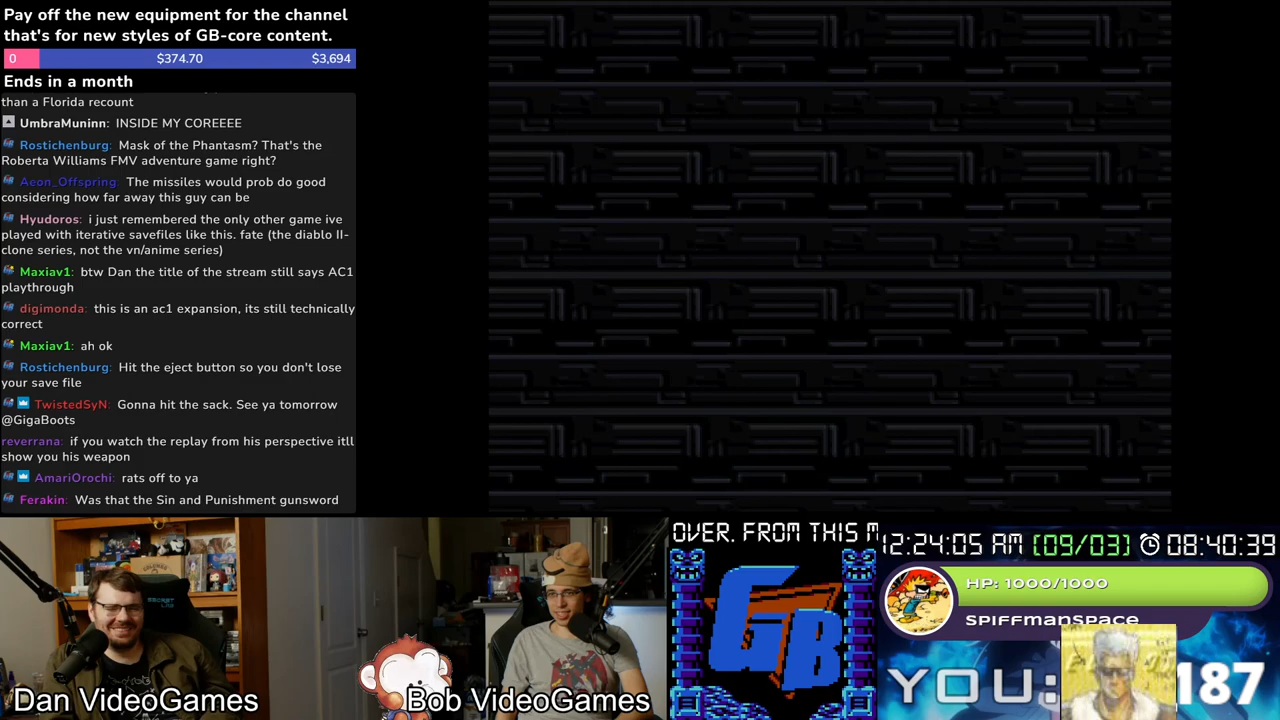 Pay off the new equipment for the channel
that's for new styles of GB-core content.
0 $374.70 $3,694
Ends in a month
than a Florida recount
UmbraMuninn: INSIDE MY COREEEE
Rostichenburg: Mask of the Phantasm? That's the
Roberta Williams FMV adventure game right?
Aeon_Offspring: The missiles would prob do good
considering how far away this guy can be
Hyudoros: i just remembered the only other game ive
played with iterative savefiles like this. fate (the diablo II-
clone series, not the vn/anime series)
Maxiav1: btw Dan the title of the stream still says AC1
playthrough
digimonda: this is an ac1 expansion, its still technically
correct
Maxiav1: ah ok
Rostichenburg: Hit the eject button so you don't lose
your save file
TwistedSyN: Gonna hit the sack. See ya tomorrow
@GigaBoots
reverrana: if you watch the replay from his perspective itll
show you his weapon
AmariOrochi: rats off to ya
Ferakin: Was that the Sin and Punishment gunsword
Dan VideoGames
Bob VideoGames
OVER. FROM THIS M
GB
2:24:05 AM [09/03] 08:40:39
HP: 1000/1000
SPIFFMANSPACE
YOU: 187